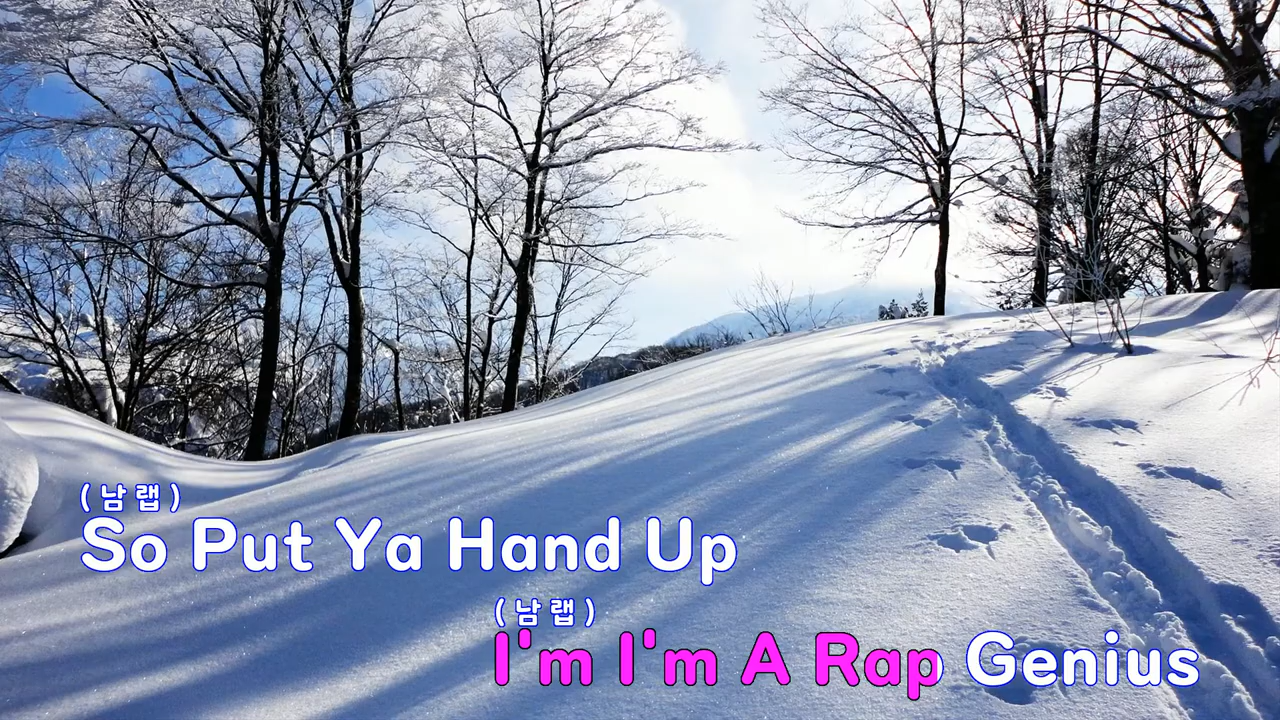 (남랩)
So Put Ya Hand Up
(남랩)
I'm I'm A Rap Genius